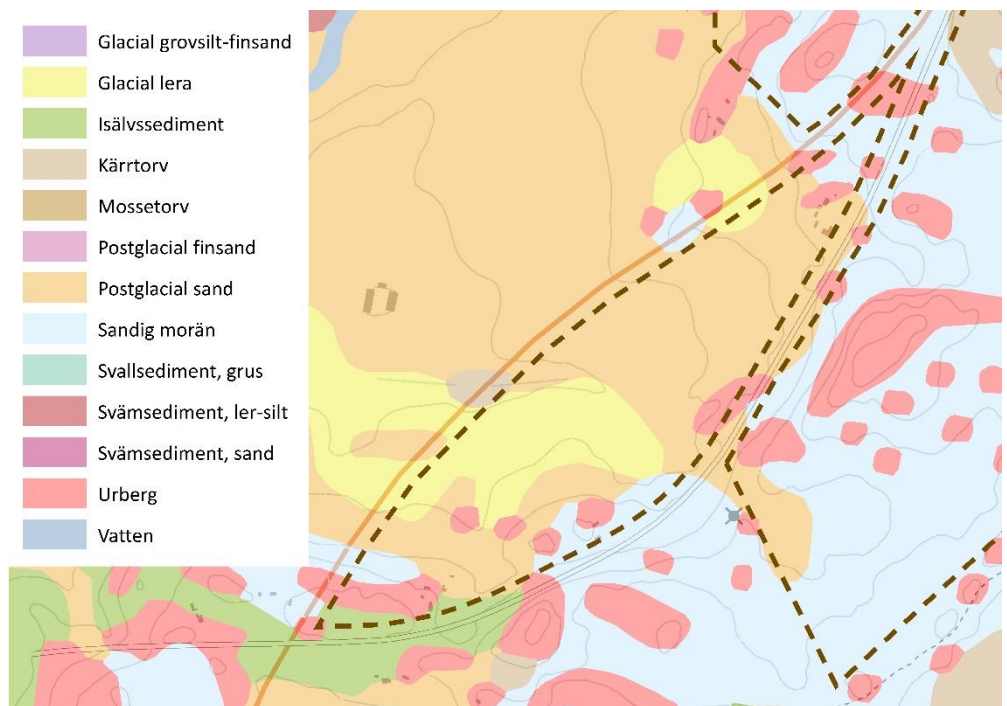 Glacial grovsilt-finsand
Glacial lera
Isälvssediment
Kärrtorv
Mossetorv
Postglacial finsand
Postglacial sand
Sandig morän
Svallsediment, grus
Svämsediment, ler-silt
Svämsediment, sand
Urberg
Vatten